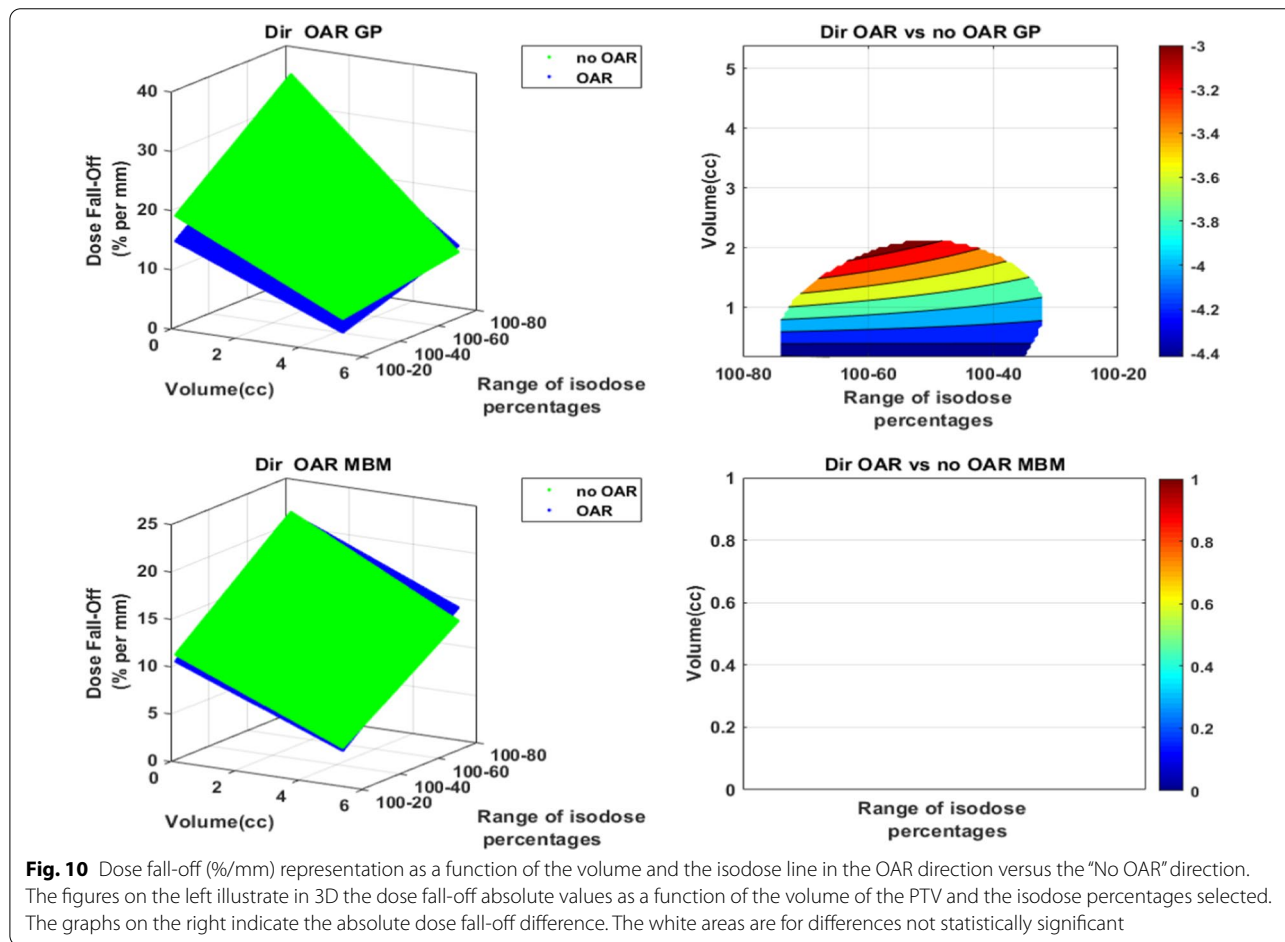 Dir OAR GP
no OAR
OAR
40
30
20
10
0
Dose Fall-Off
(% per mm)
0
2
4
6
Volume(cc)
100-20
100-40
100-60
100-80
Range of isodose
percentages
Dir OAR vs no OAR GP
5
4
3
2
1
Volume(cc)
100-80
100-60
100-40
100-20
Range of isodose
percentages
-3
-3.2
-3.4
-3.6
-3.8
-4
-4.2
-4.4
Dir OAR MBM
no OAR
OAR
25
20
15
10
5
0
Dose Fall-Off
(% per mm)
0
2
4
6
Volume(cc)
100-20
100-40
100-60
100-80
Range of isodose
percentages
Dir OAR vs no OAR MBM
1
0.8
0.6
0.4
0.2
0
Volume(cc)
Range of isodose
percentages
1
0.8
0.6
0.4
0.2
0
Fig. 10 Dose fall-off (%/mm) representation as a function of the volume and the isodose line in the OAR direction versus the “No OAR” direction.
The figures on the left illustrate in 3D the dose fall-off absolute values as a function of the volume of the PTV and the isodose percentages selected.
The graphs on the right indicate the absolute dose fall-off difference. The white areas are for differences not statistically significant